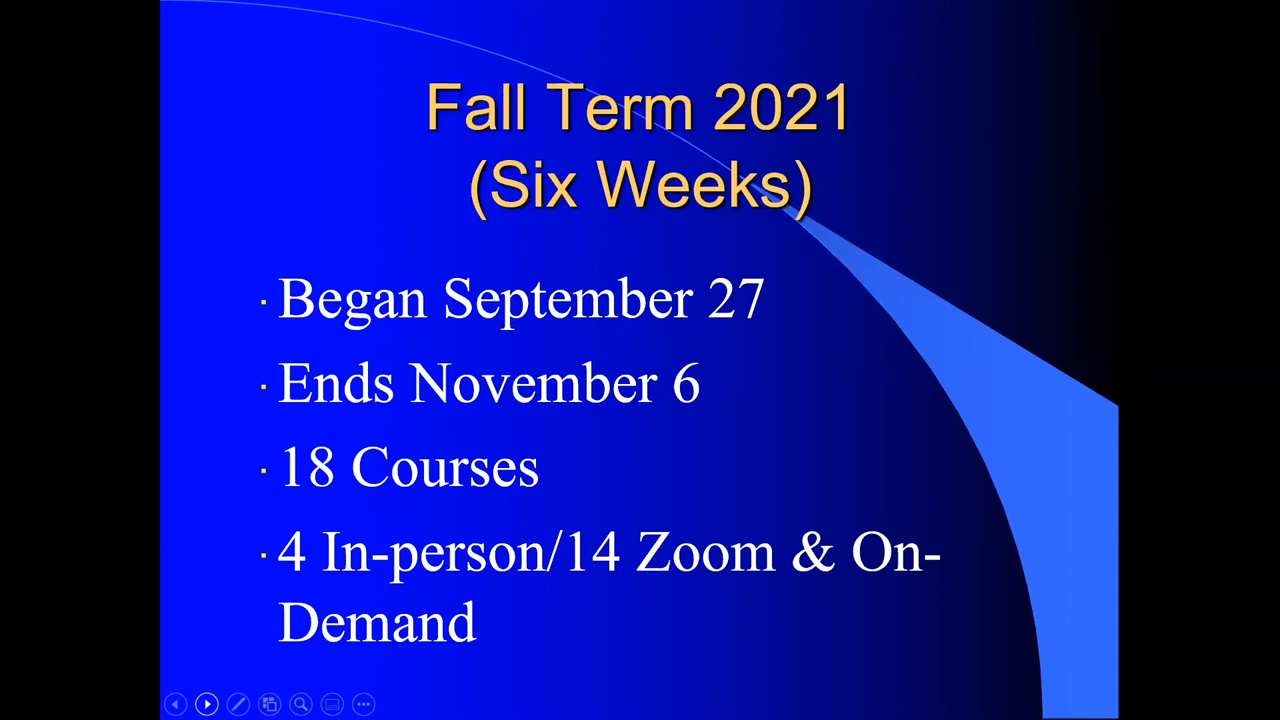 Fall Term 2021
(Six Weeks)
Began September 27
Ends November 6
18 Courses
4 In-person/14 Zoom & On-
Demand